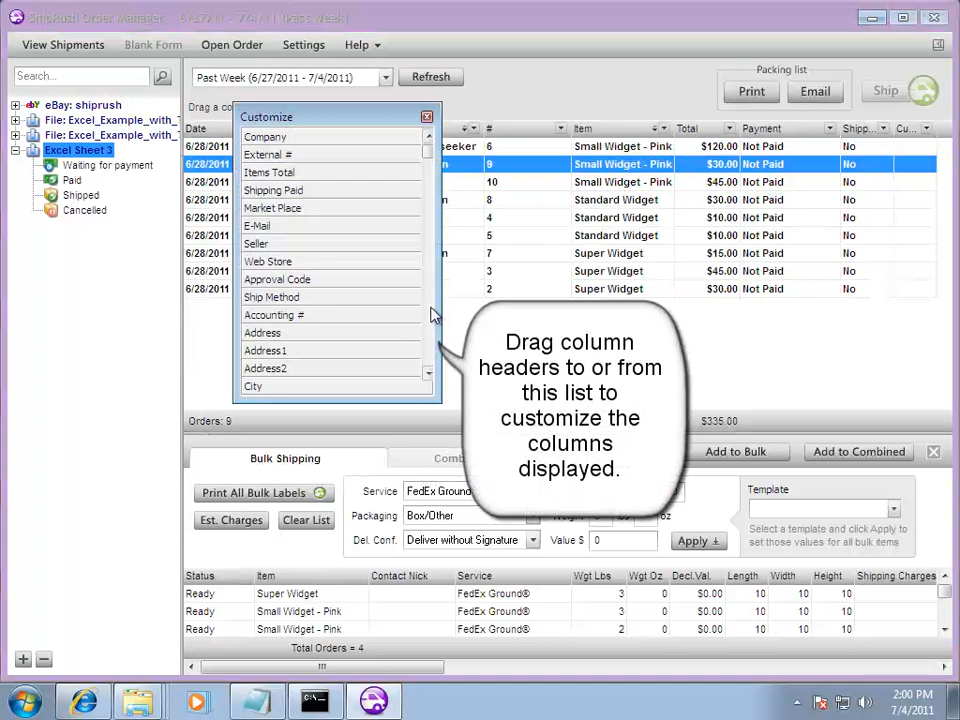 ShipRush Order Manager 6/27/2011 - 7/4/2011 (Past Week)
View Shipments Blank Form Open Order Settings Help
Search...
Past Week (6/27/2011 - 7/4/2011) Refresh
Packing list
Print Email Ship
Drag a co
eBay: shiprush
File: Excel_Example_with_
File: Excel_Example_with_
Excel Sheet 3
Waiting for payment
Paid
Shipped
Cancelled
Customize
Company
External #
Items Total
Shipping Paid
Market Place
E-Mail
Seller
Web Store
Approval Code
Ship Method
Accounting #
Address
Address1
Address2
City
Date # Item Total Payment Shipp... Cu...
6/28/2011 seeker 6 Small Widget - Pink $120.00 Not Paid No
6/28/2011 n 9 Small Widget - Pink $30.00 Not Paid No
6/28/2011 10 Small Widget - Pink $45.00 Not Paid No
6/28/2011 n 8 Standard Widget $30.00 Not Paid No
6/28/2011 4 Standard Widget $10.00 Not Paid No
6/28/2011 5 Standard Widget $10.00 Not Paid No
6/28/2011 n 7 Super Widget $15.00 Not Paid No
6/28/2011 3 Super Widget $45.00 Not Paid No
6/28/2011 2 Super Widget $30.00 Not Paid No
Drag column
headers to or from
this list to
customize the
columns
displayed.
Orders: 9 $335.00
Bulk Shipping Comb Add to Bulk Add to Combined
Print All Bulk Labels
Est. Charges Clear List
Service FedEx Ground
Packaging Box/Other oz
Del. Conf. Deliver without Signature Value $ 0 Apply
Template
Select a template and click Apply to
set those values for all bulk items
Status Item Contact Nick Service Wgt Lbs Wgt Oz Decl.Val. Length Width Height Shipping Charges
Ready Super Widget FedEx Ground® 3 0 $0.00 10 10 10
Ready Small Widget - Pink FedEx Ground® 3 0 $0.00 10 10 10
Ready Small Widget - Pink FedEx Ground® 2 0 $0.00 10 10 10
Total Orders = 4
2:00 PM
7/4/2011